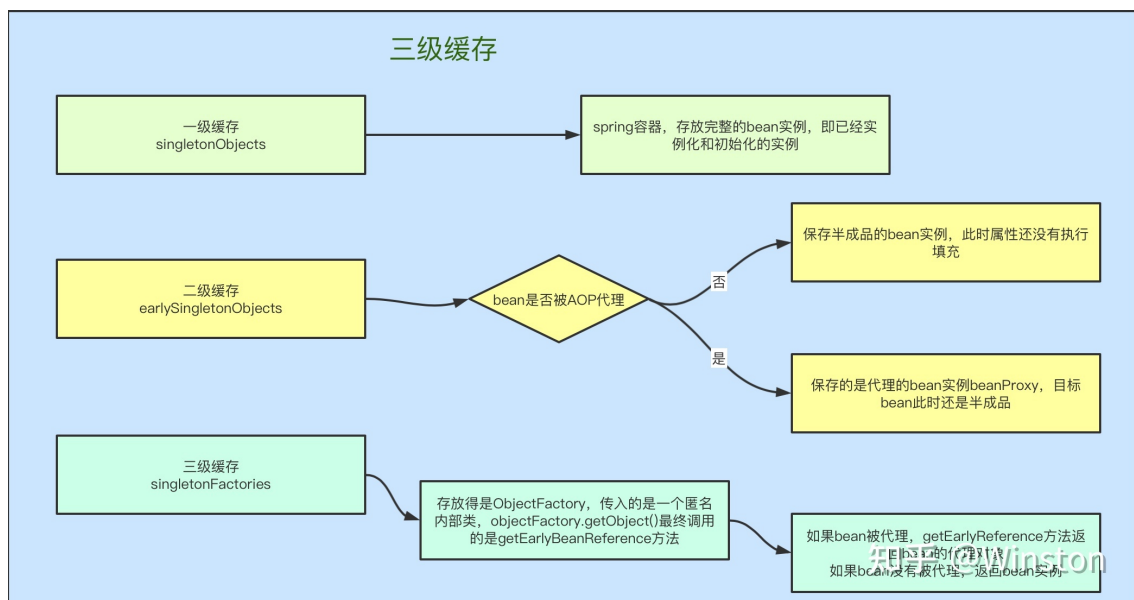 三级缓存
一级缓存
singletonObjects
spring容器，存放完整的bean实例，即已经实
例化和初始化的实例
二级缓存
earlySingletonObjects
bean是否被AOP代理
否
保存半成品的bean实例，此时属性还没有执行
填充
是
保存的是代理的bean实例beanProxy，目标
bean此时还是半成品
三级缓存
singletonFactories
存放得是ObjectFactory，传入的是一个匿名
内部类，objectFactory.getObject()最终调用
的是getEarlyBeanReference方法
如果bean被代理，getEarlyReference方法返
bean的代理对象
如果bean没有被代理，返回bean实例
知乎 @Winston